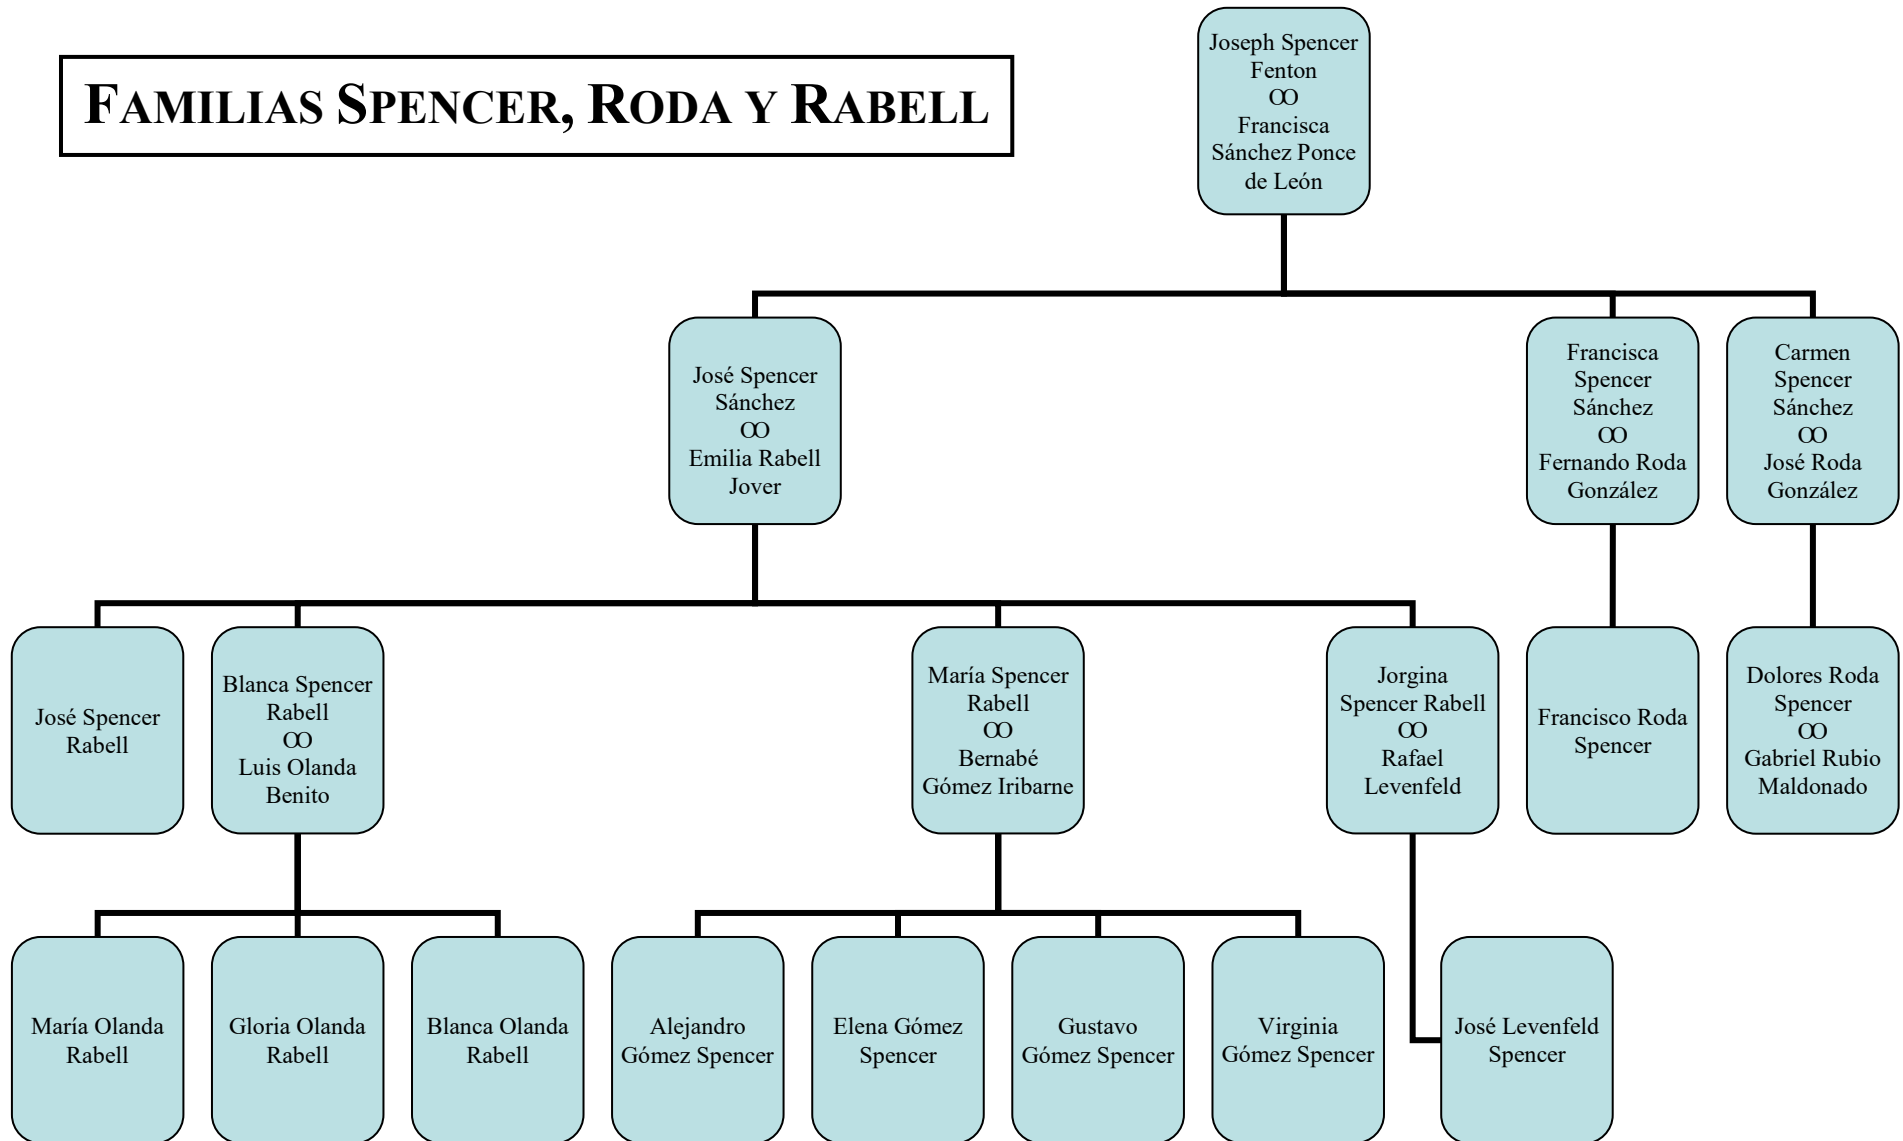 FAMILIAS SPENCER, RODA Y RABELL
Joseph Spencer
Fenton
∞
Francisca
Sánchez Ponce
de León
José Spencer
Sánchez
∞
Emilia Rabell
Jover
Francisca
Spencer
Sánchez
∞
Fernando Roda
González
Carmen
Spencer
Sánchez
∞
José Roda
González
José Spencer
Rabell
Blanca Spencer
Rabell
∞
Luis Olanda
Benito
María Spencer
Rabell
∞
Bernabé
Gómez Iribarne
Jorgina
Spencer Rabell
∞
Rafael
Levenfeld
Francisco Roda
Spencer
Dolores Roda
Spencer
∞
Gabriel Rubio
Maldonado
María Olanda
Rabell
Gloria Olanda
Rabell
Blanca Olanda
Rabell
Alejandro
Gómez Spencer
Elena Gómez
Spencer
Gustavo
Gómez Spencer
Virginia
Gómez Spencer
José Levenfeld
Spencer